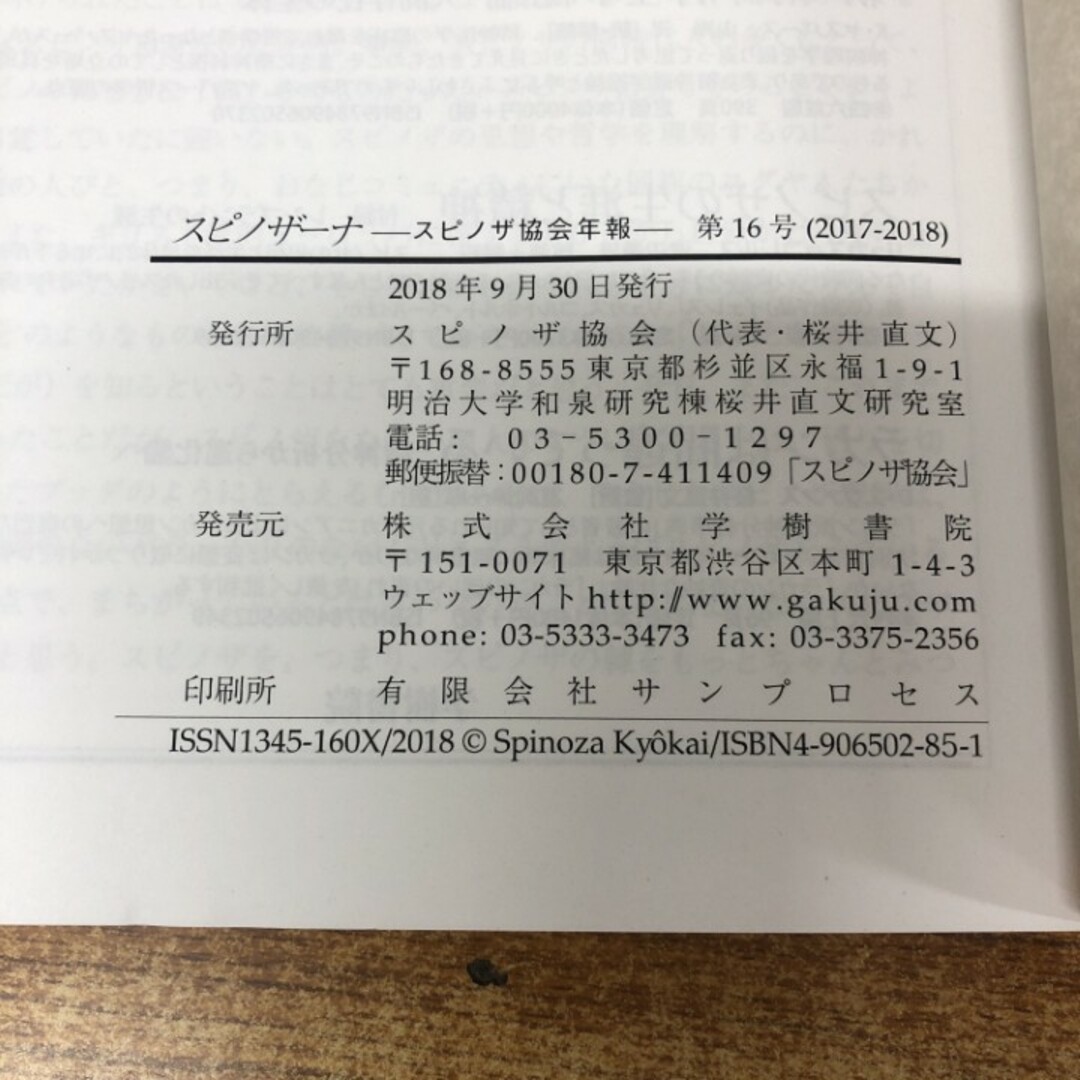 スピノザーナ ―スピノザ協会年報― 第16号 (2017-2018)
2018年9月30日発行
発行所 スピノザ協会（代表・桜井 直文）
〒168-8555東京都杉並区永福1-9-1
明治大学和泉研究棟桜井直文研究室
電話: 03-5300-1297
郵便振替:00180-7-411409「スピノザ協会」
発売元 株式会社学樹書院
〒151-0071 東京都渋谷区本町 1-4-3
ウェッブサイト http://www.gakuju.com
phone: 03-5333-3473 fax: 03-3375-2356
印刷所 有限会社サンプロセス
ISSN1345-160X/2018 © Spinoza Kyôkai/ISBN4-906502-85-1